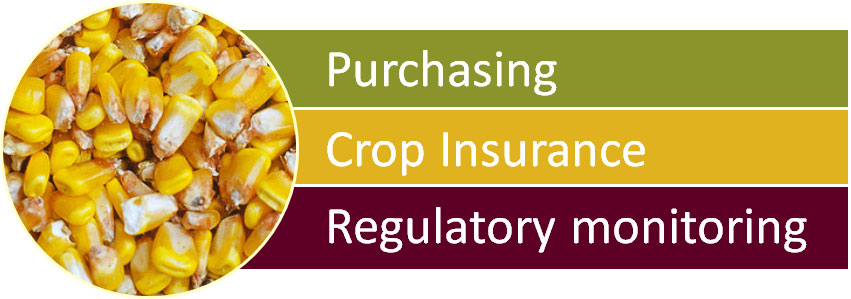 Purchasing
Crop Insurance
Regulatory monitoring